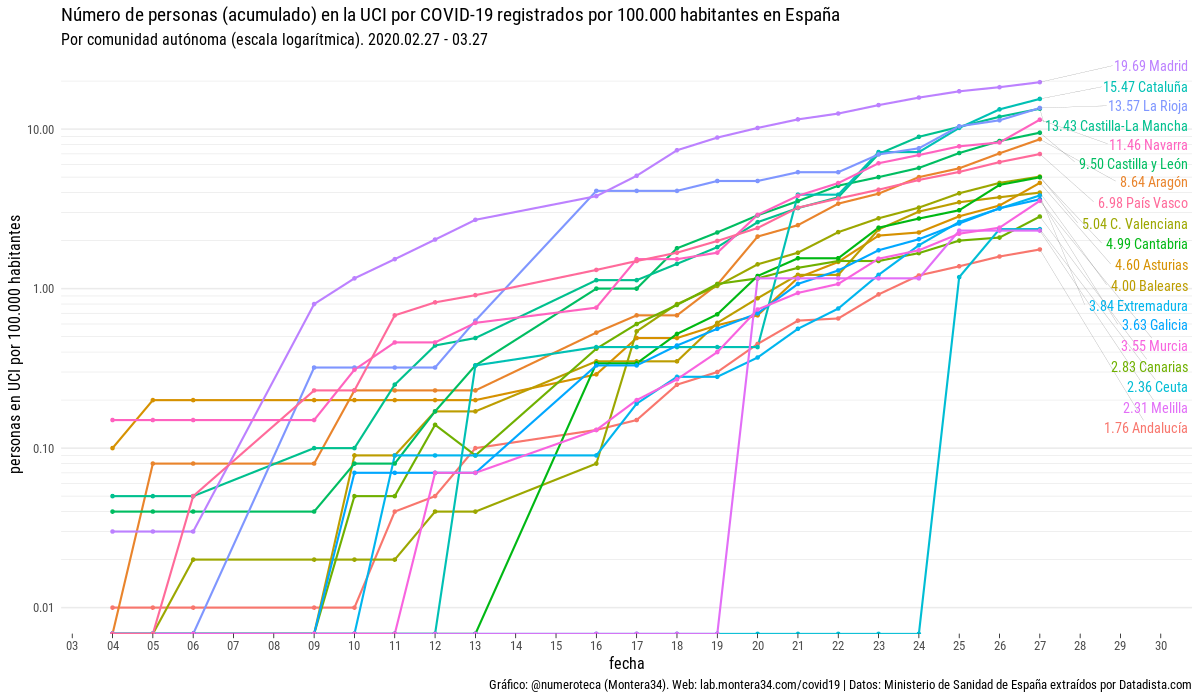 Número de personas (acumulado) en la UCI por COVID-19 registrados por 100.000 habitantes en España
Por comunidad autónoma (escala logarítmica). 2020.02.27 - 03.27
personas en UCI por 100.000 habitantes
10.00
1.00
0.10
0.01
19.69 Madrid
15.47 Cataluña
13.57 La Rioja
13.43 Castilla-La Mancha
11.46 Navarra
9.50 Castilla y León
8.64 Aragón
6.98 País Vasco
5.04 C. Valenciana
4.99 Cantabria
4.60 Asturias
4.00 Baleares
3.84 Extremadura
3.63 Galicia
3.55 Murcia
2.83 Canarias
2.36 Ceuta
2.31 Melilla
1.76 Andalucía
03 04 05 06 07 08 09 10 11 12 13 14 15 16 17 18 19 20 21 22 23 24 25 26 27 28 29 30
fecha
Gráfico: @numeroteca (Montera34). Web: lab.montera34.com/covid19 | Datos: Ministerio de Sanidad de España extraídos por Datadista.com